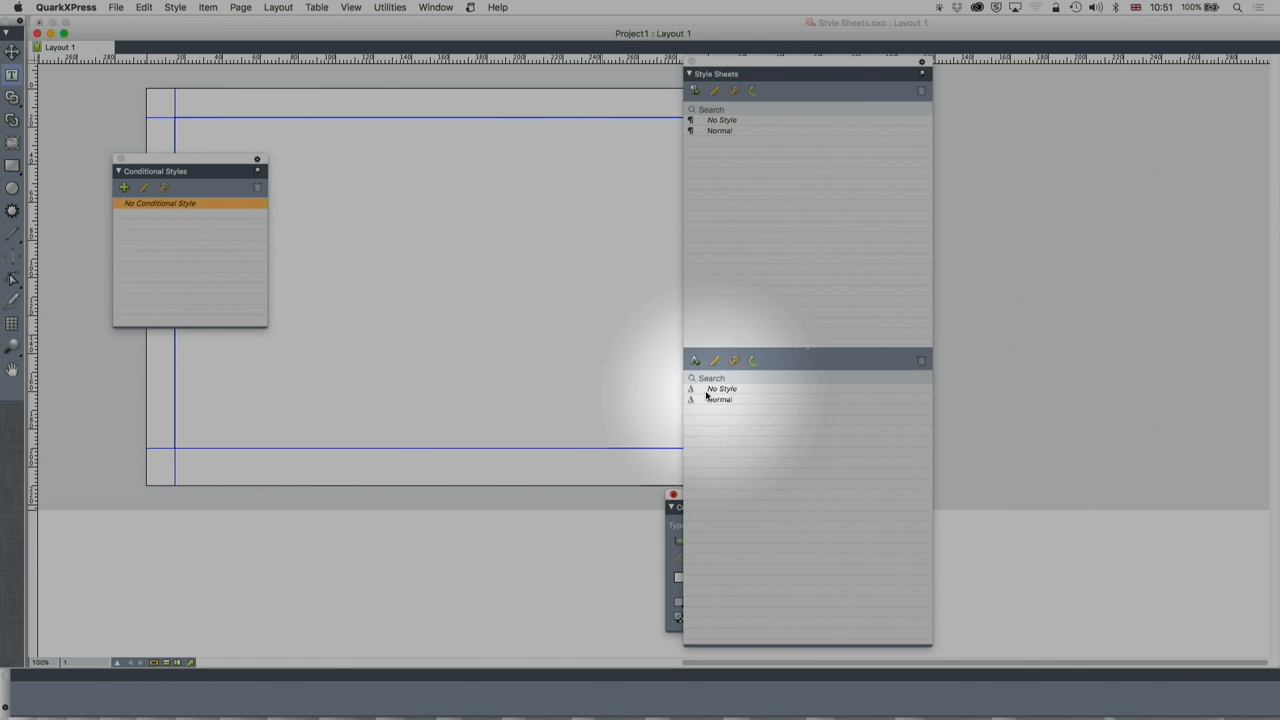 QuarkXPress File Edit Style Item Page Layout Table View Utilities Window Help 10:51 100%
Style Sheets.qxp : Layout 1
Project1 : Layout 1
Layout 1
Style Sheets
Search
No Style
Normal
Conditional Styles
No Conditional Style
Search
No Style
Normal
100% 1